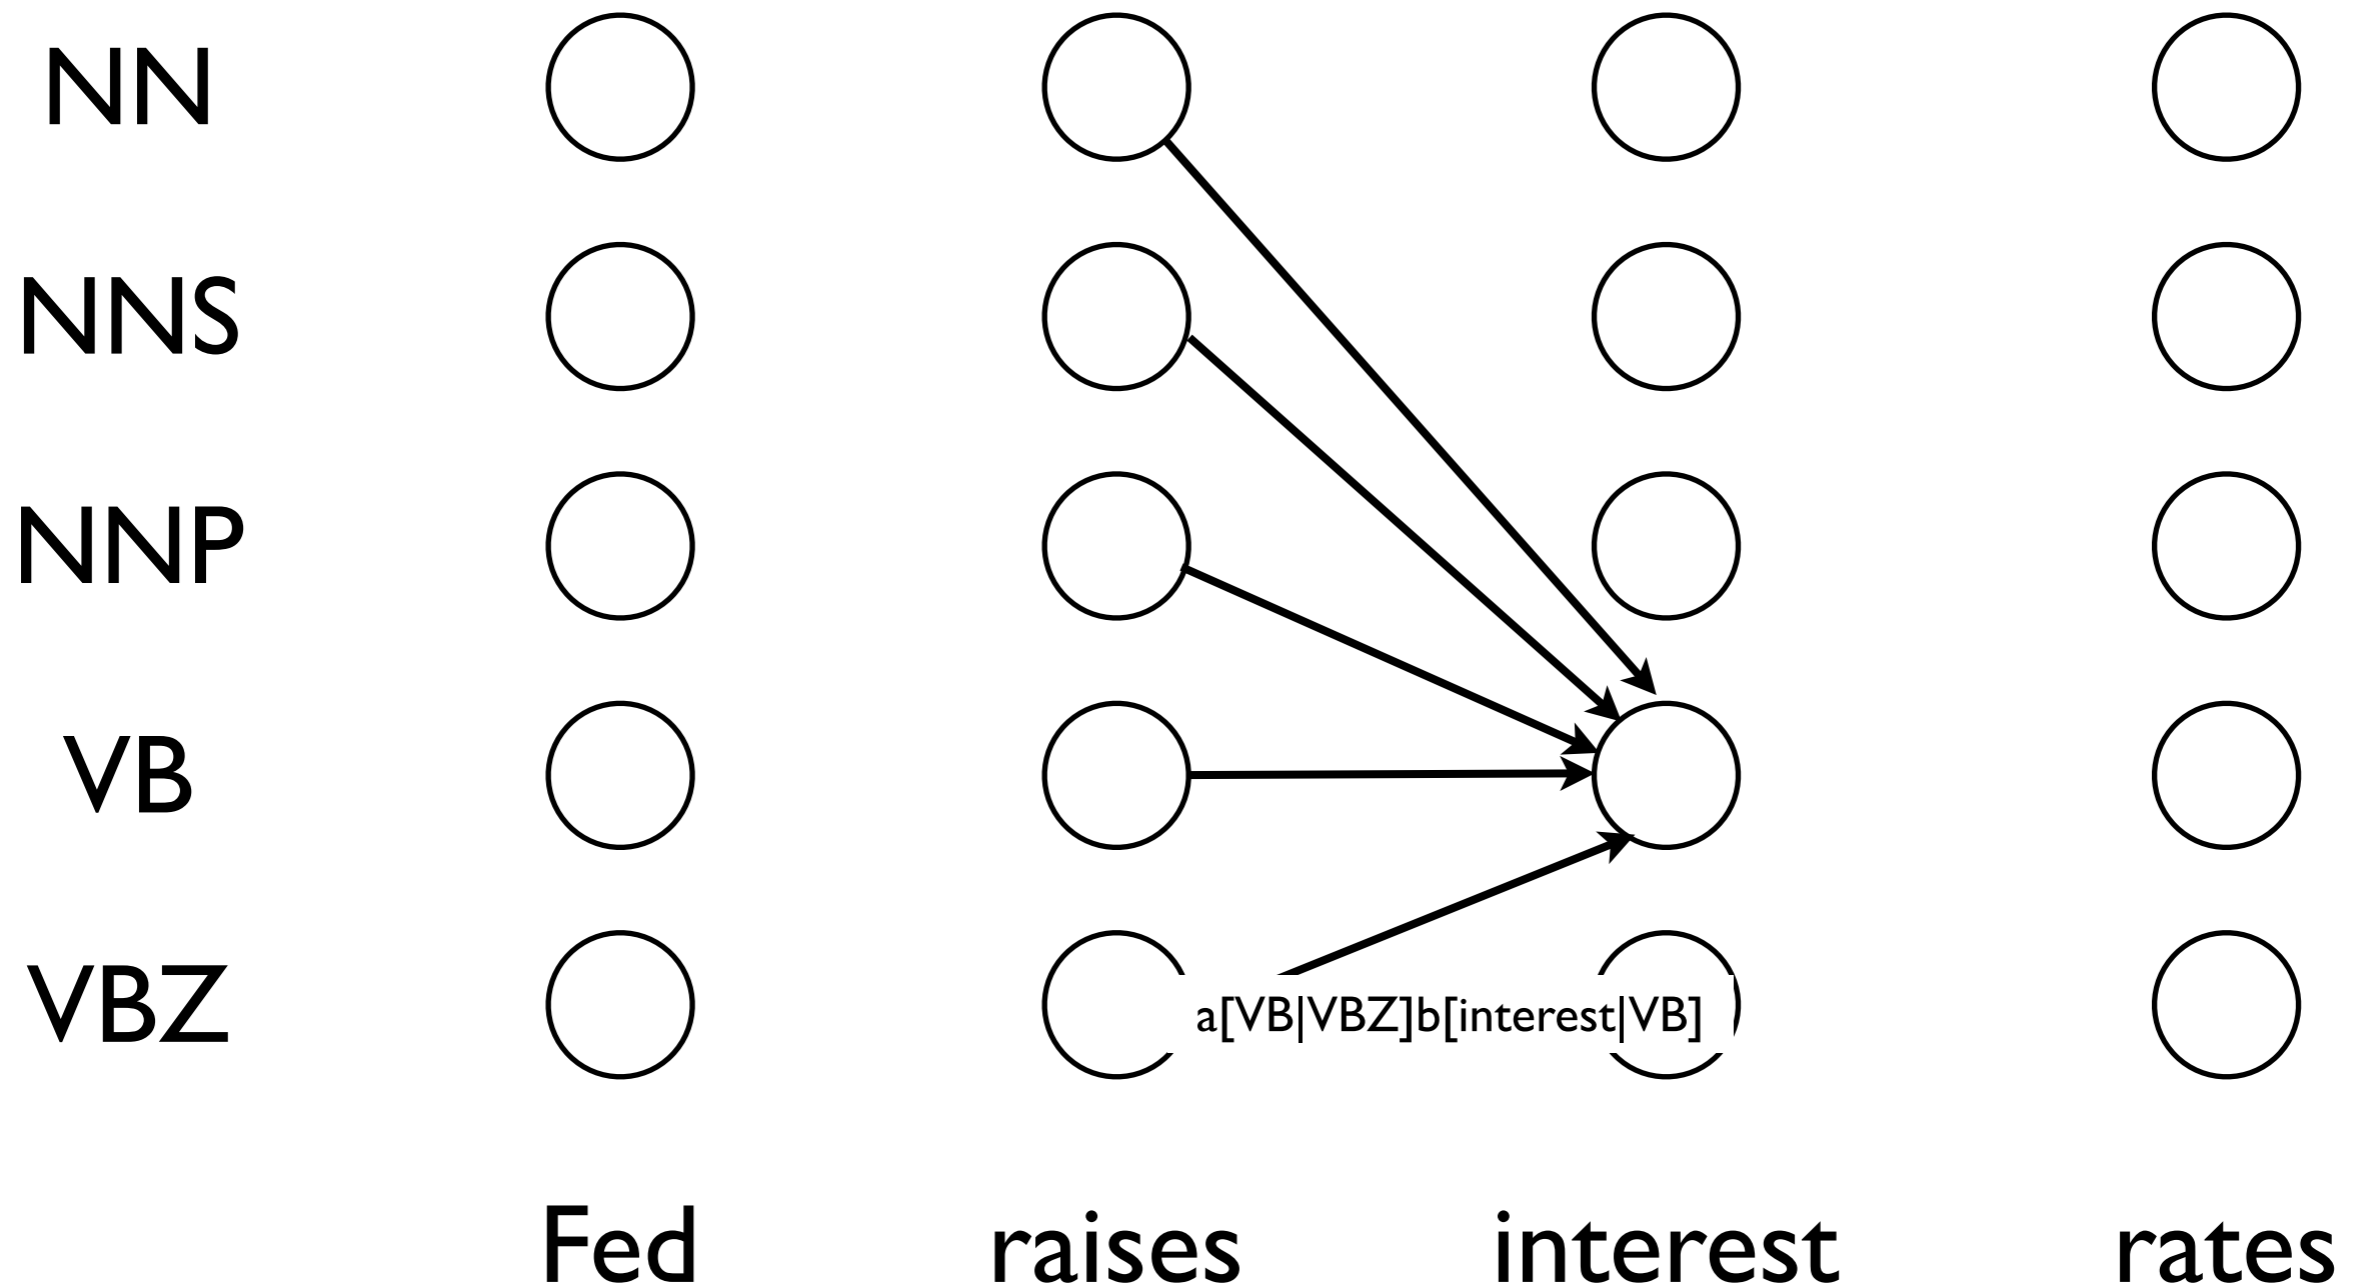 NN
NNS
NNP
VB
VBZ
a[VB|VBZ]b[interest|VB]
Fed raises interest rates